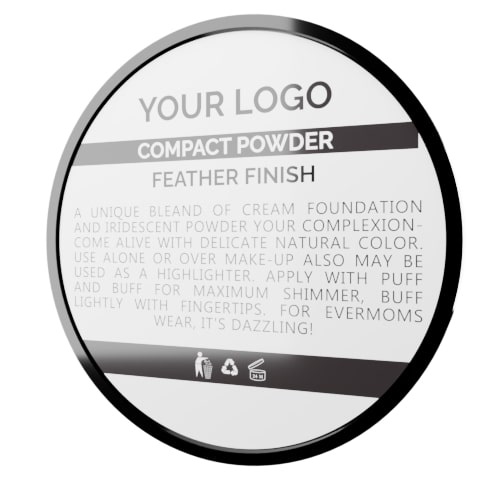 YOUR LOGO
COMPACT POWDER
FEATHER FINISH
A UNIQUE BLEAND OF CREAM FOUNDATION
AND IRIDESCENT POWDER YOUR COMPLEXION-
COME ALIVE WITH DELICATE NATURAL COLOR.
USE ALONE OR OVER MAKE-UP ALSO MAY BE
USED AS A HIGHLIGHTER, APPLY WITH PUFF
AND BUFF FOR MAXIMUM SHIMMER, BUFF
LIGHTLY WITH FINGERTIPS. FOR EVERMOMS
WEAR, IT'S DAZZLING!
24 M